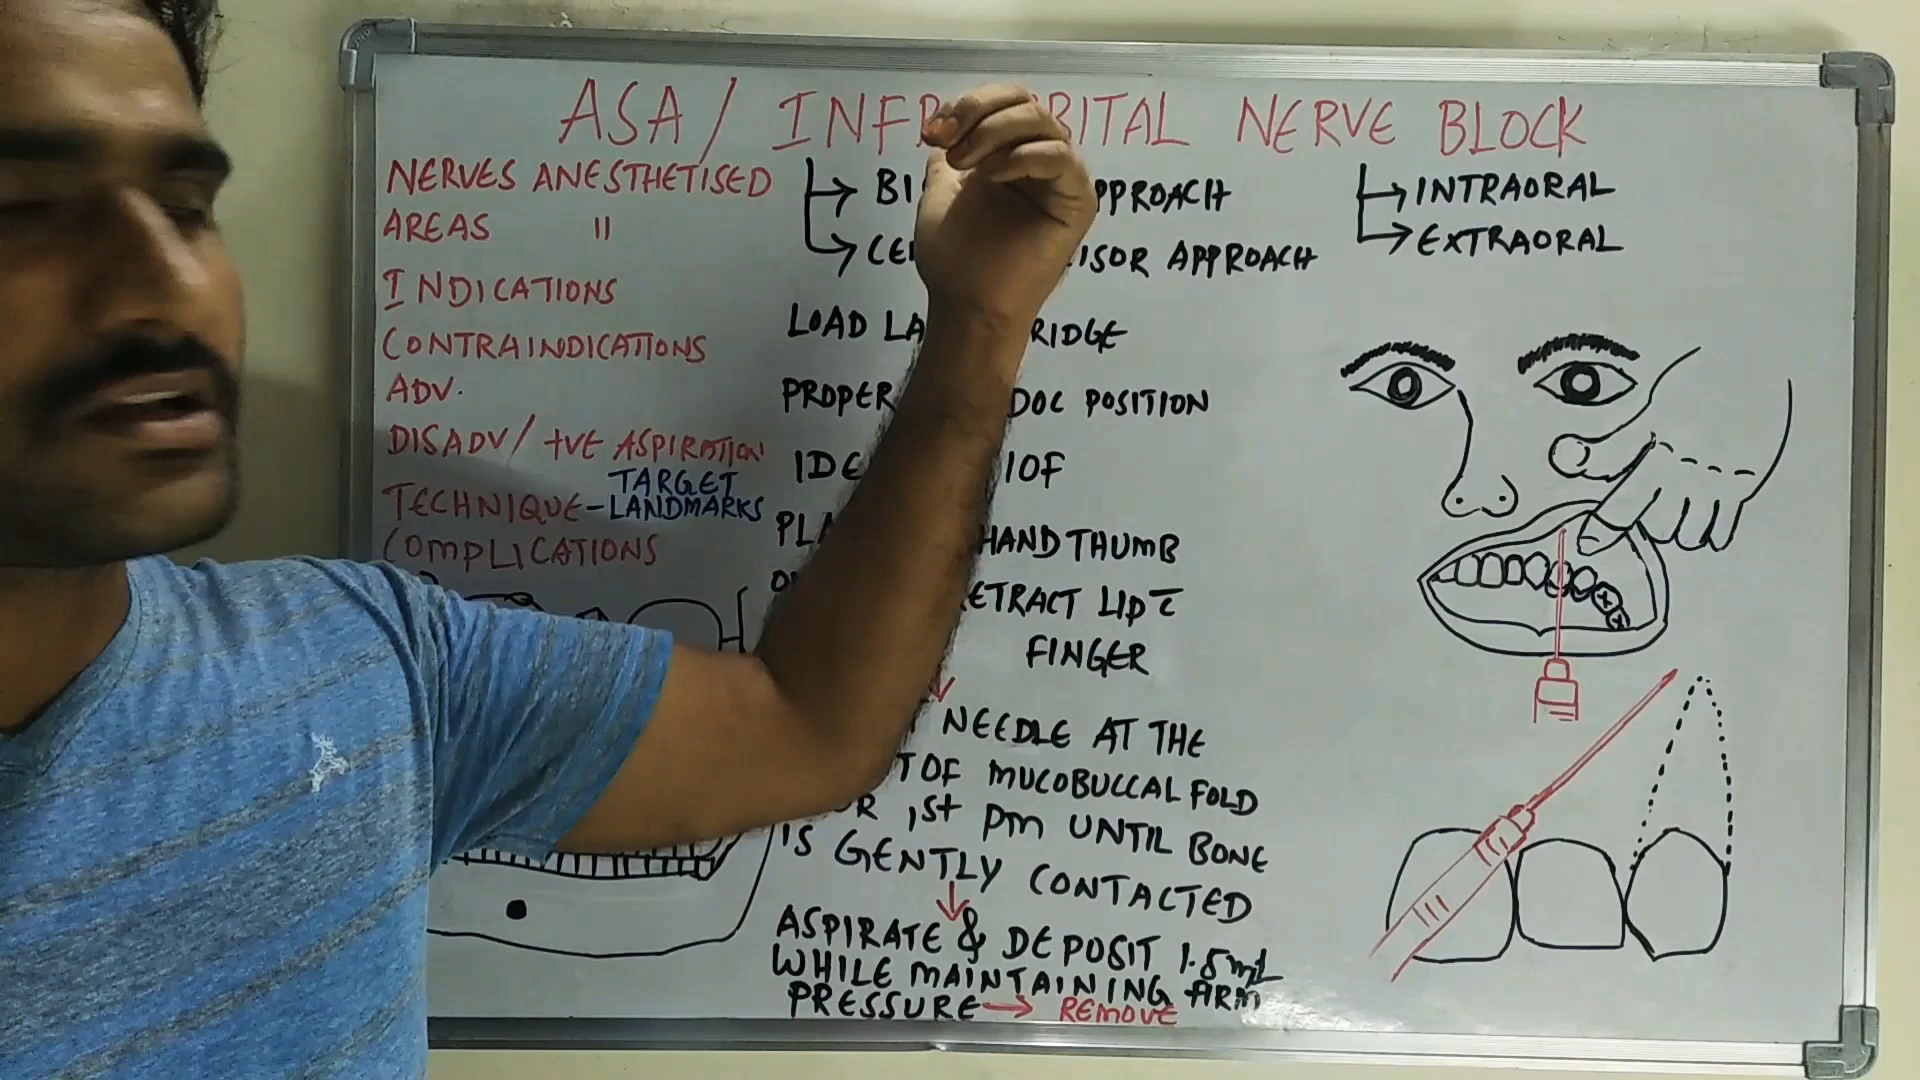 ASA / INFR BITAL NERVE BLOCK
NERVES ANESTHETISED
AREAS "
INDICATIONS
CONTRAINDICATIONS
ADV.
DISADV / +VE ASPIRATION
TARGET
TECHNIQUE - LANDMARKS
COMPLICATIONS
→ BI PPROACH
→ CE ISOR APPROACH
→ INTRAORAL
→ EXTRAORAL
LOAD LA RIDGE
PROPER DOC POSITION
IDE IOF
PLA HAND THUMB
ETRACT LIP c̄
FINGER
NEEDLE AT THE
T OF MUCOBUCCAL FOLD
R 1st PM UNTIL BONE
IS GENTLY CONTACTED
ASPIRATE & DEPOSIT 1.5mL
WHILE MAINTAINING FIRM
PRESSURE → REMOVE